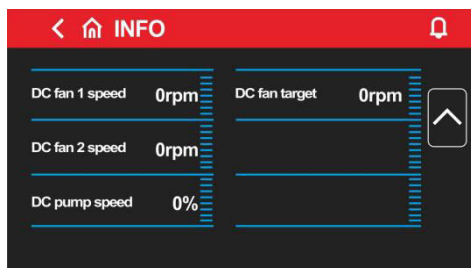 INFO
DC fan 1 speed 0rpm DC fan target 0rpm
DC fan 2 speed 0rpm
DC pump speed 0%